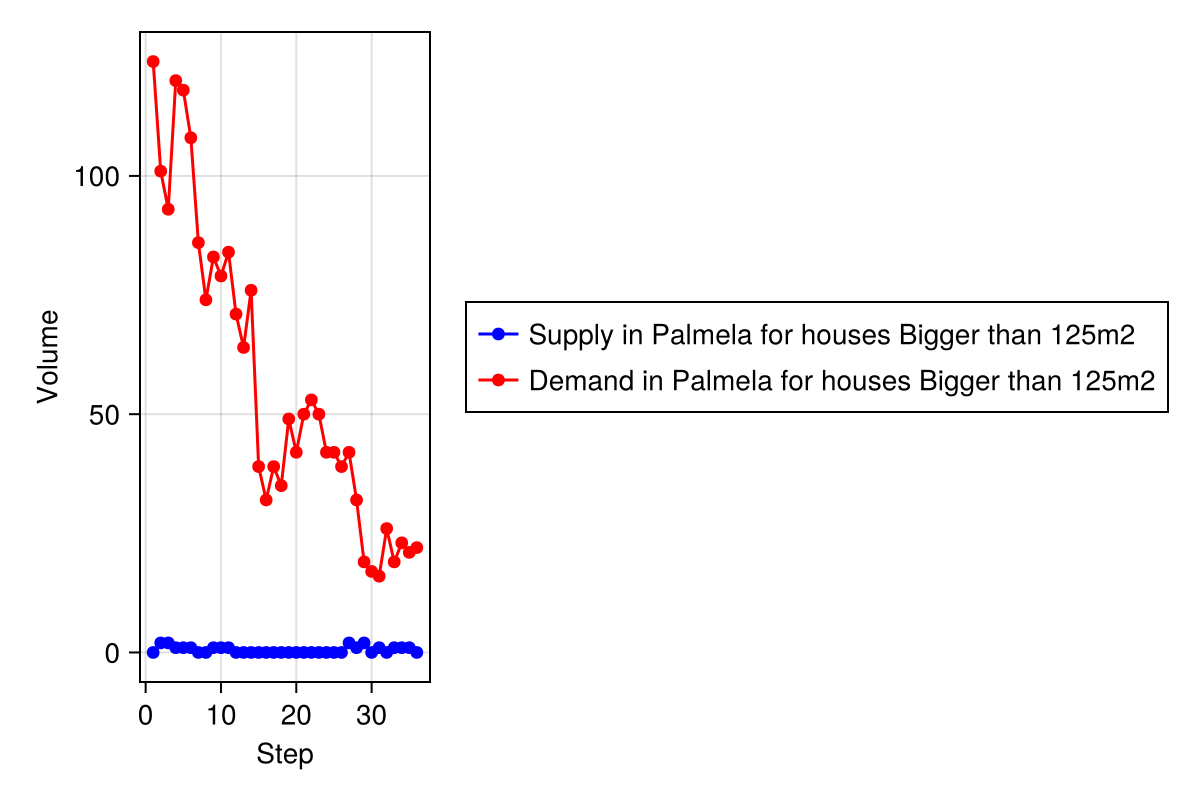 100
50
0
Volume
0 10 20 30
Step
Supply in Palmela for houses Bigger than 125m2
Demand in Palmela for houses Bigger than 125m2